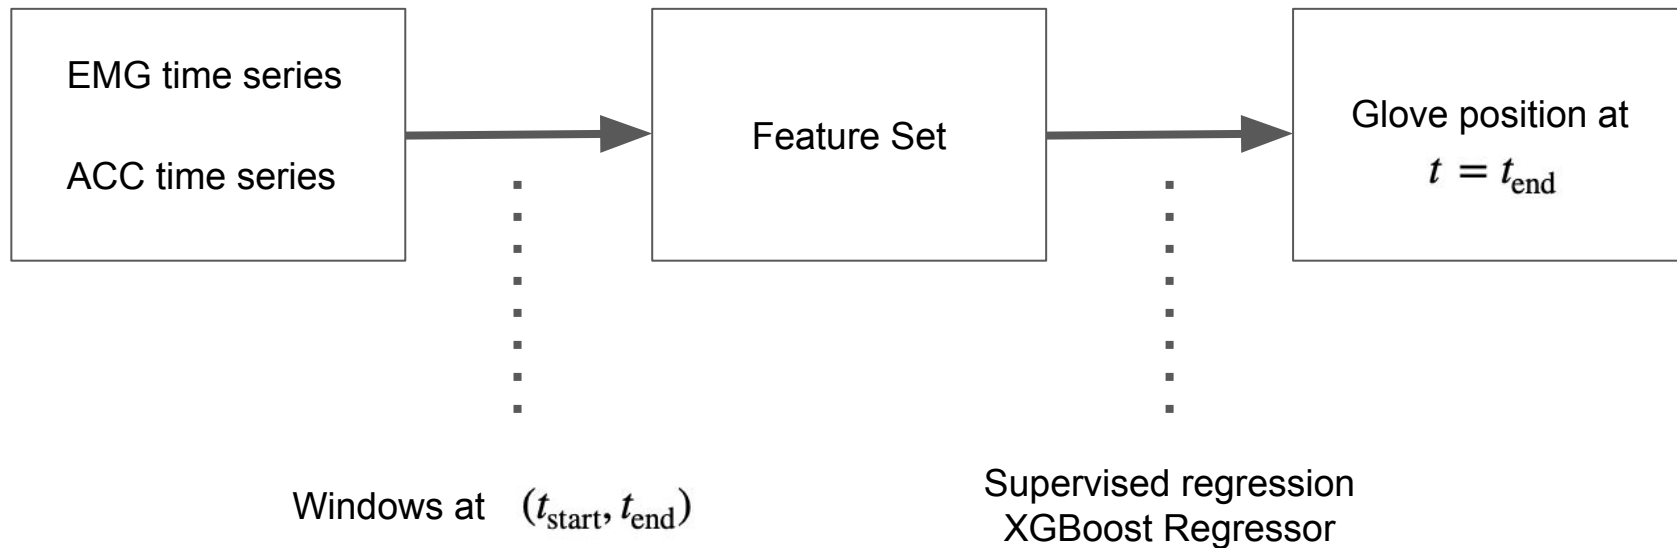 EMG time series
ACC time series
Feature Set
Glove position at
t = t_end
Windows at (t_start, t_end)
Supervised regression
XGBoost Regressor